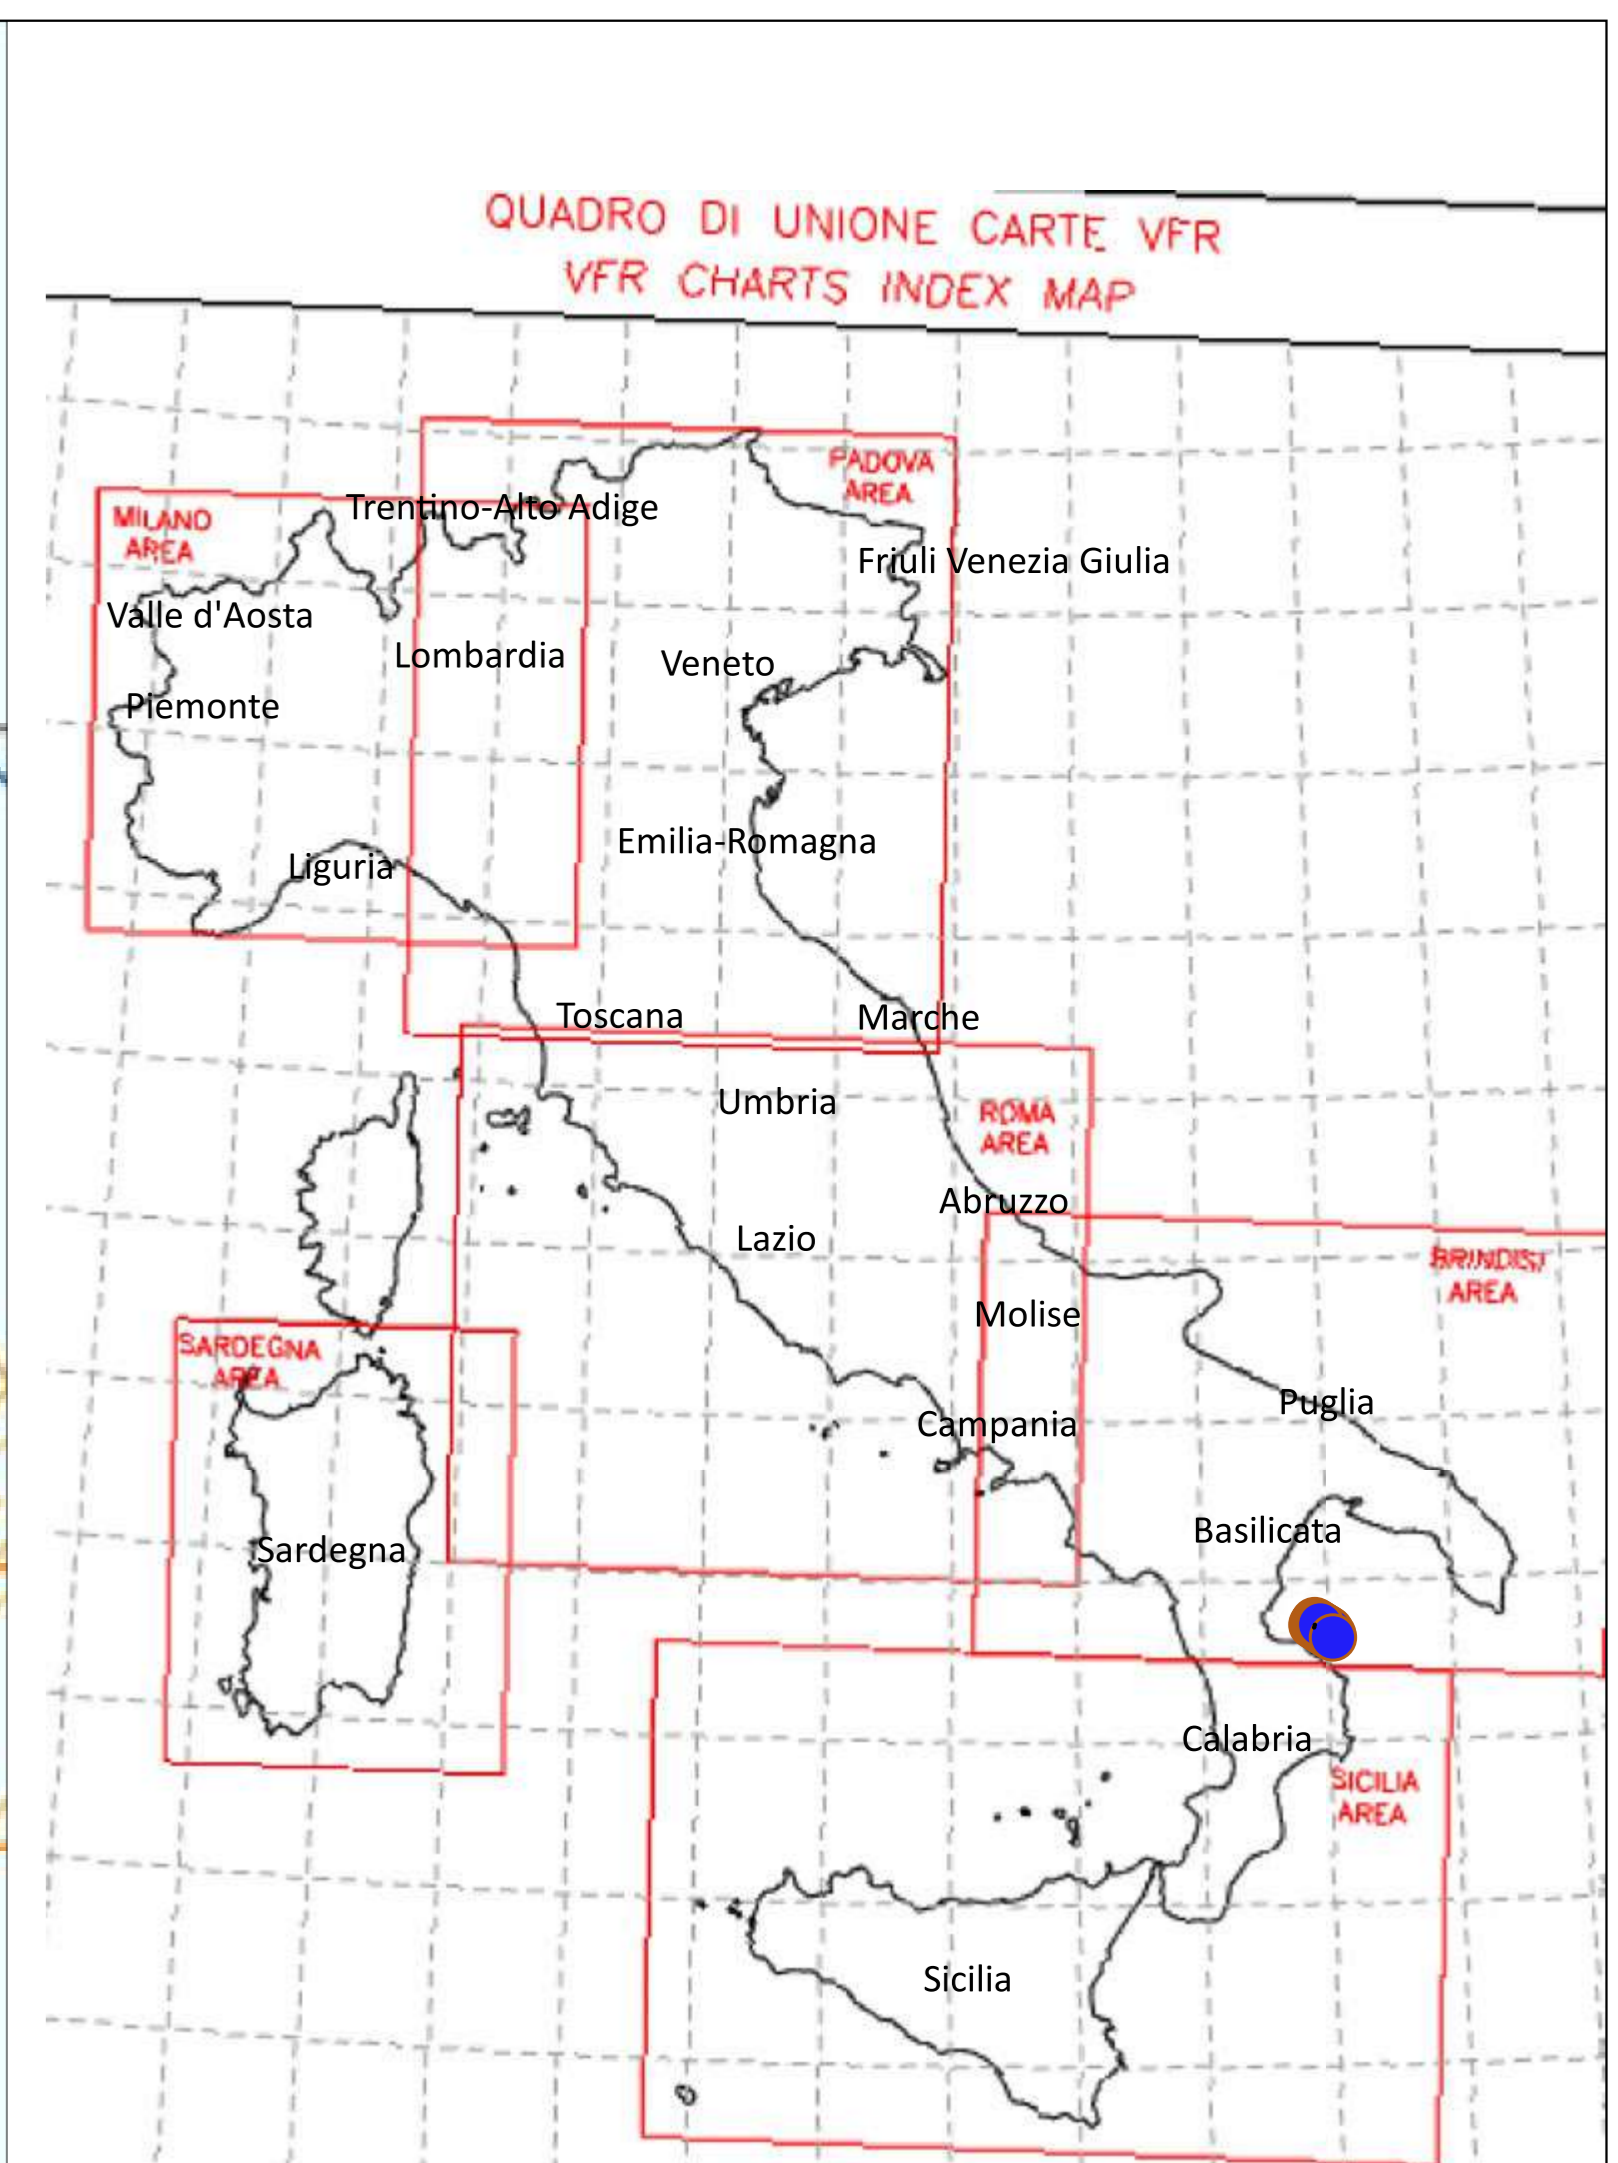 QUADRO DI UNIONE CARTE VFR
VFR CHARTS INDEX MAP
PADOVA
AREA
Trentino-Alto Adige
MILANO
AREA
Friuli Venezia Giulia
Valle d'Aosta
Lombardia
Veneto
Piemonte
Emilia-Romagna
Liguria
Toscana
Marche
Umbria
ROMA
AREA
Abruzzo
Lazio
BRINDISI
AREA
Molise
SARDEGNA
AREA
Puglia
Campania
Basilicata
Sardegna
Calabria
SICILIA
AREA
Sicilia